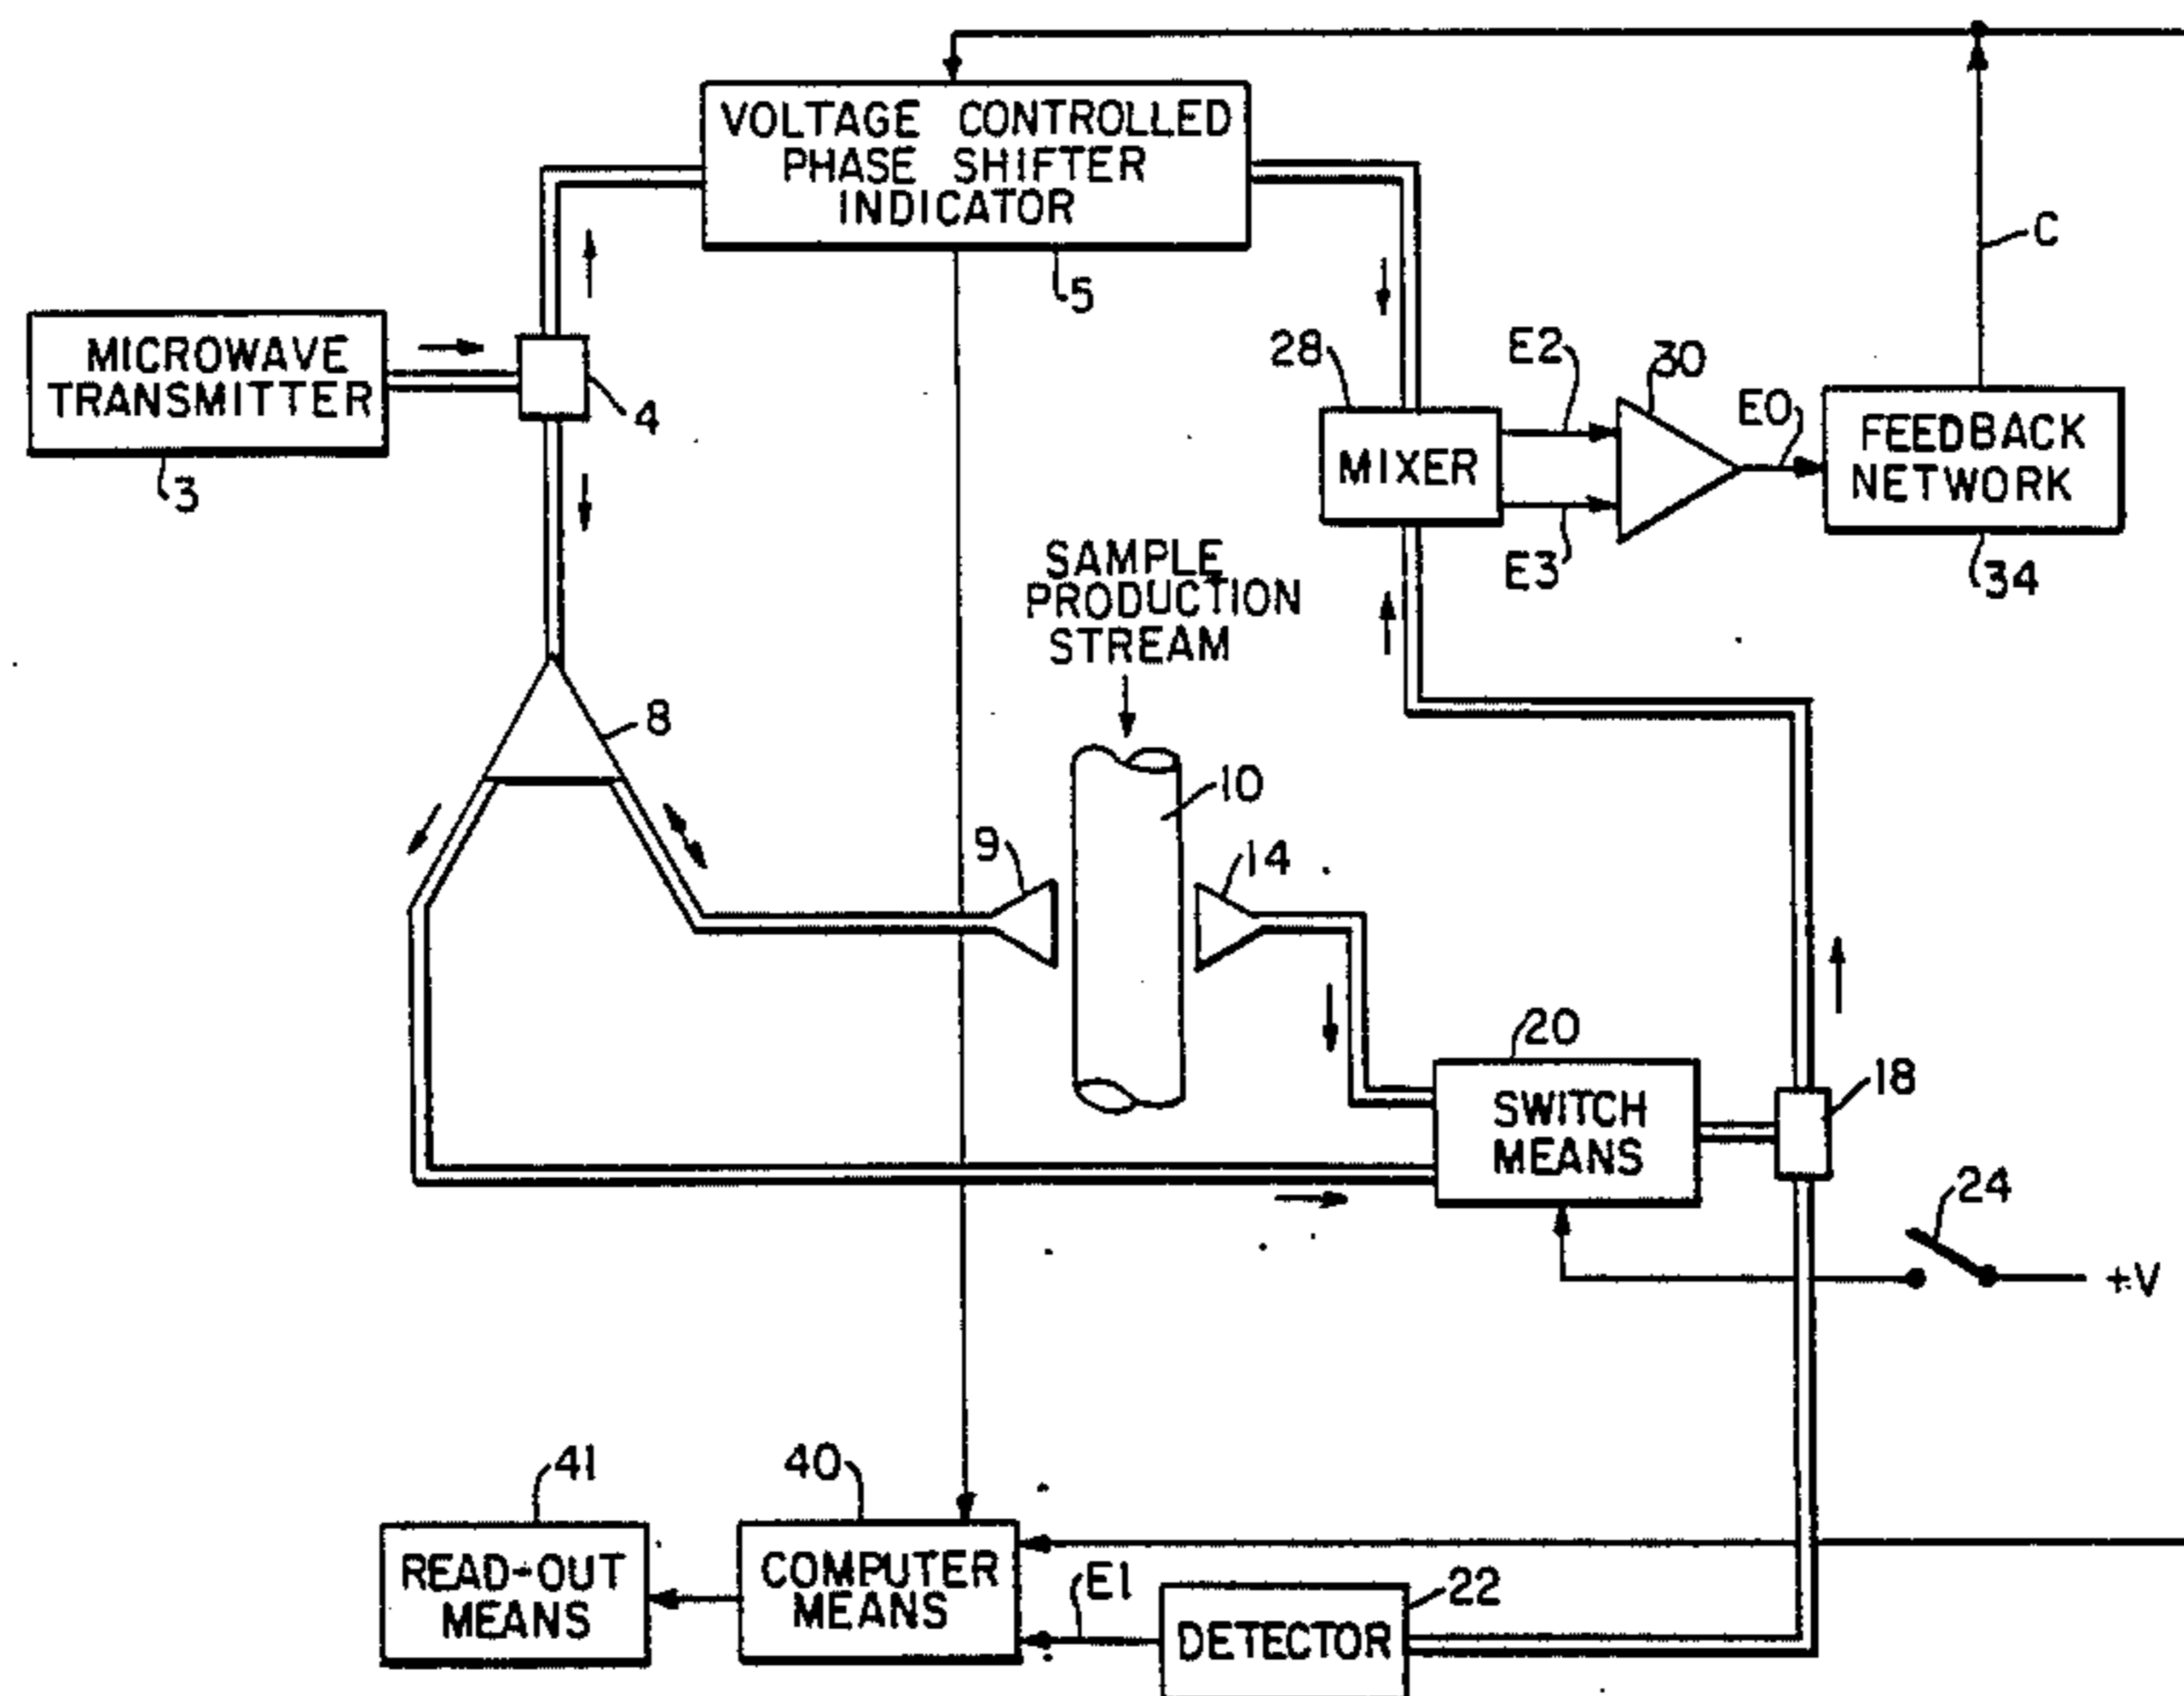 VOLTAGE CONTROLLED
PHASE SHIFTER
INDICATOR
5
C
MICROWAVE
TRANSMITTER
3
4
28
MIXER
E2
E3
30
EO
FEEDBACK
NETWORK
34
SAMPLE
PRODUCTION
STREAM
8
9
10
14
20
SWITCH
MEANS
18
24
+V
41
READ-OUT
MEANS
40
COMPUTER
MEANS
E1
22
DETECTOR